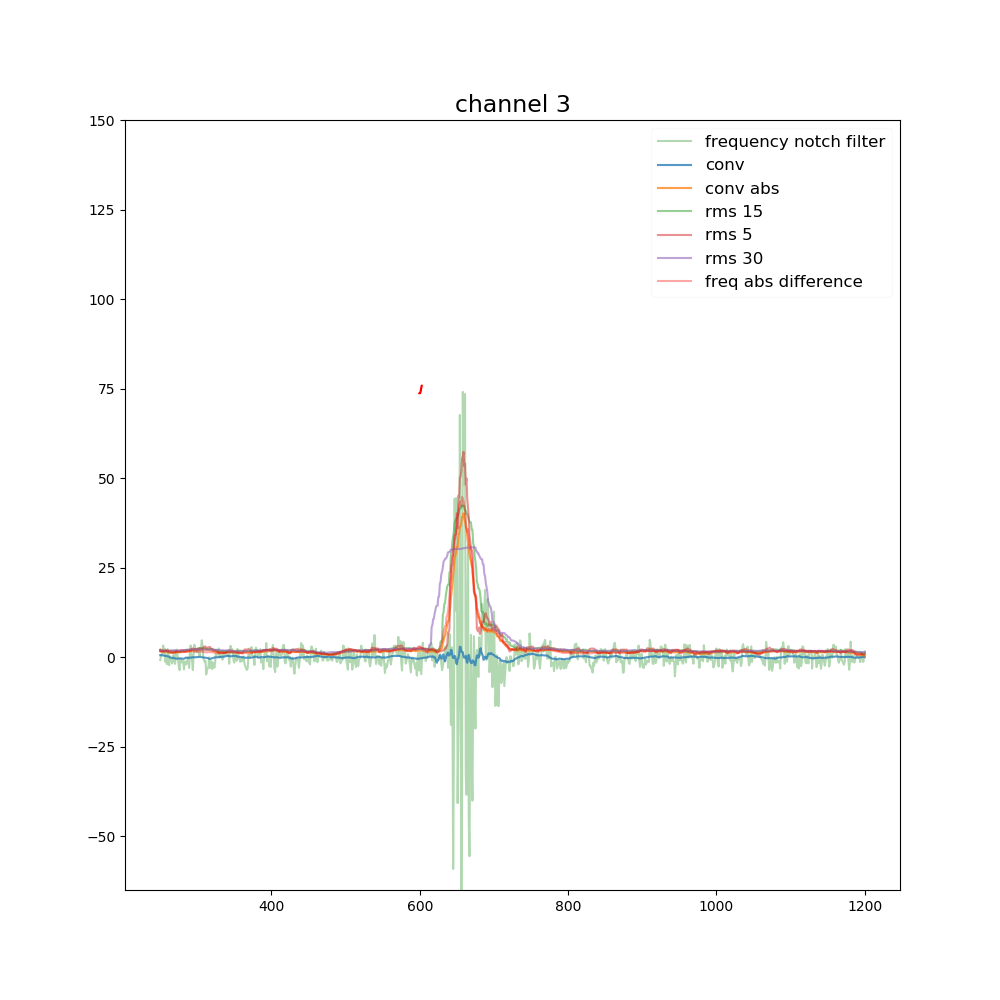 channel 3
150
125
100
75
50
25
0
−25
−50
frequency notch filter
conv
conv abs
rms 15
rms 5
rms 30
freq abs difference
400 600 800 1000 1200